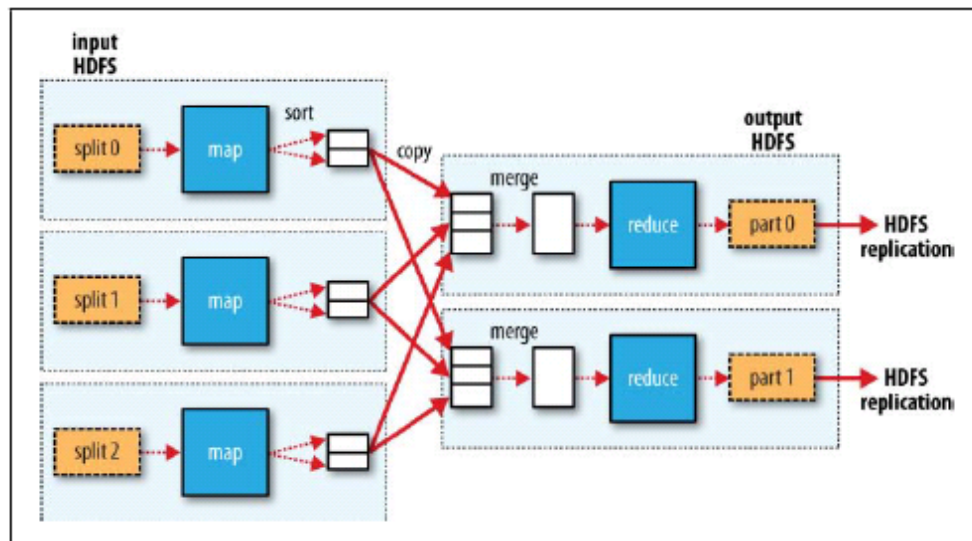 input
HDFS
split 0
map
sort
copy
split 1
map
split 2
map
output
HDFS
merge
reduce
part 0
HDFS
replication
merge
reduce
part 1
HDFS
replication